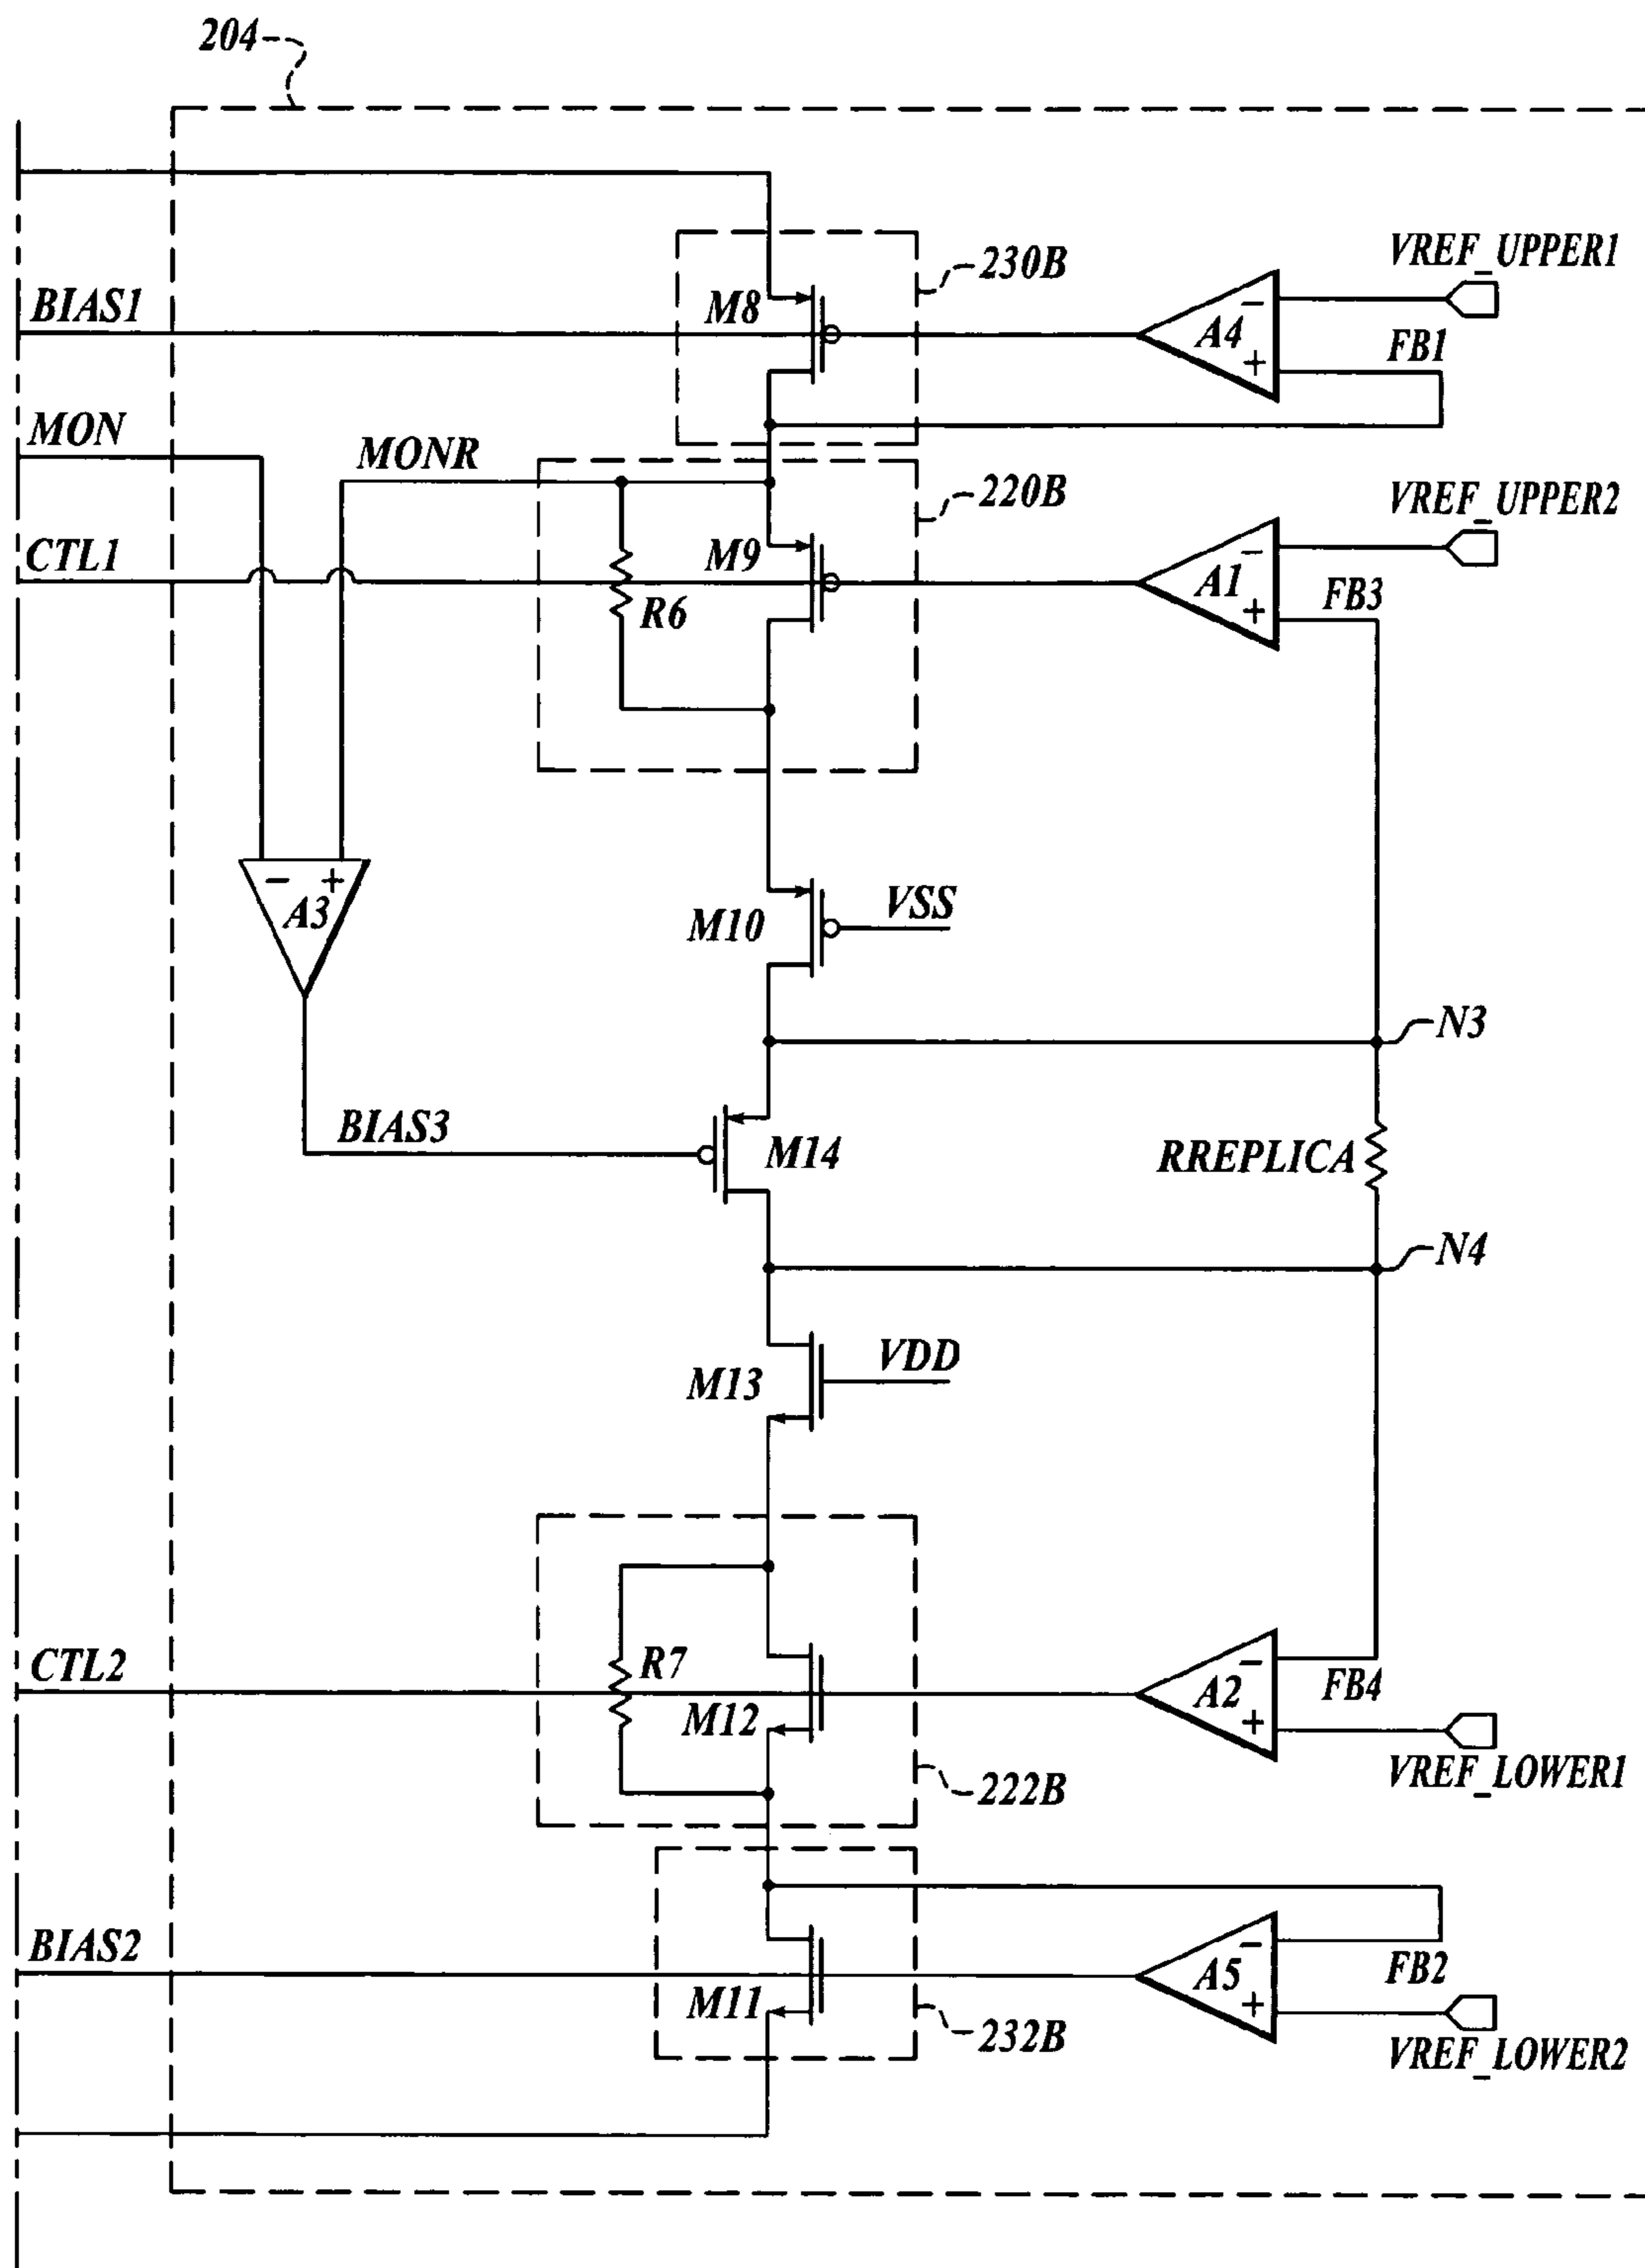 204
230B
VREF_UPPER1
BIAS1
M8
−
A4
+
FB1
MON
MONR
220B
VREF_UPPER2
CTL1
M9
−
A1
+
FB3
R6
− +
A3
M10
VSS
N3
BIAS3
M14
RREPLICA
N4
M13
VDD
CTL2
R7
M12
−
A2
+
FB4
VREF_LOWER1
222B
BIAS2
M11
−
A5
+
FB2
VREF_LOWER2
232B